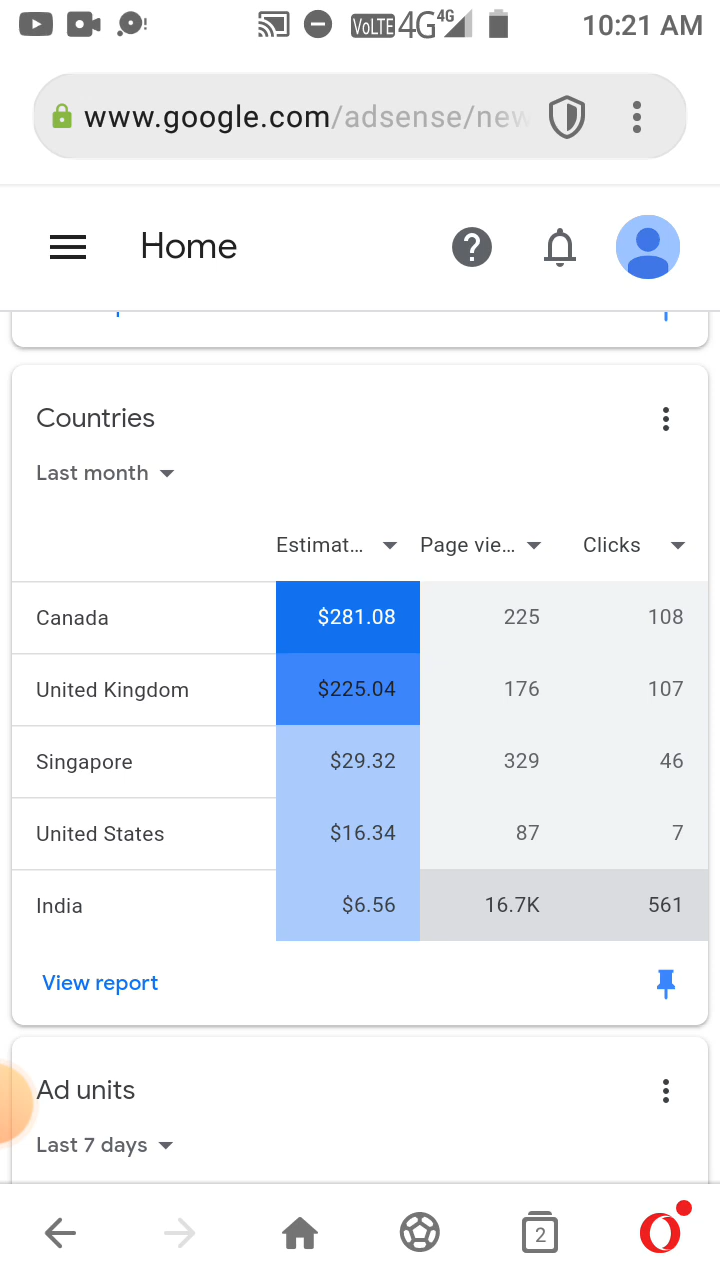 VoLTE 4G 4G 10:21 AM
www.google.com/adsense/new
Home
Countries
Last month
Estimat... Page vie... Clicks
Canada $281.08 225 108
United Kingdom $225.04 176 107
Singapore $29.32 329 46
United States $16.34 87 7
India $6.56 16.7K 561
View report
Ad units
Last 7 days
2